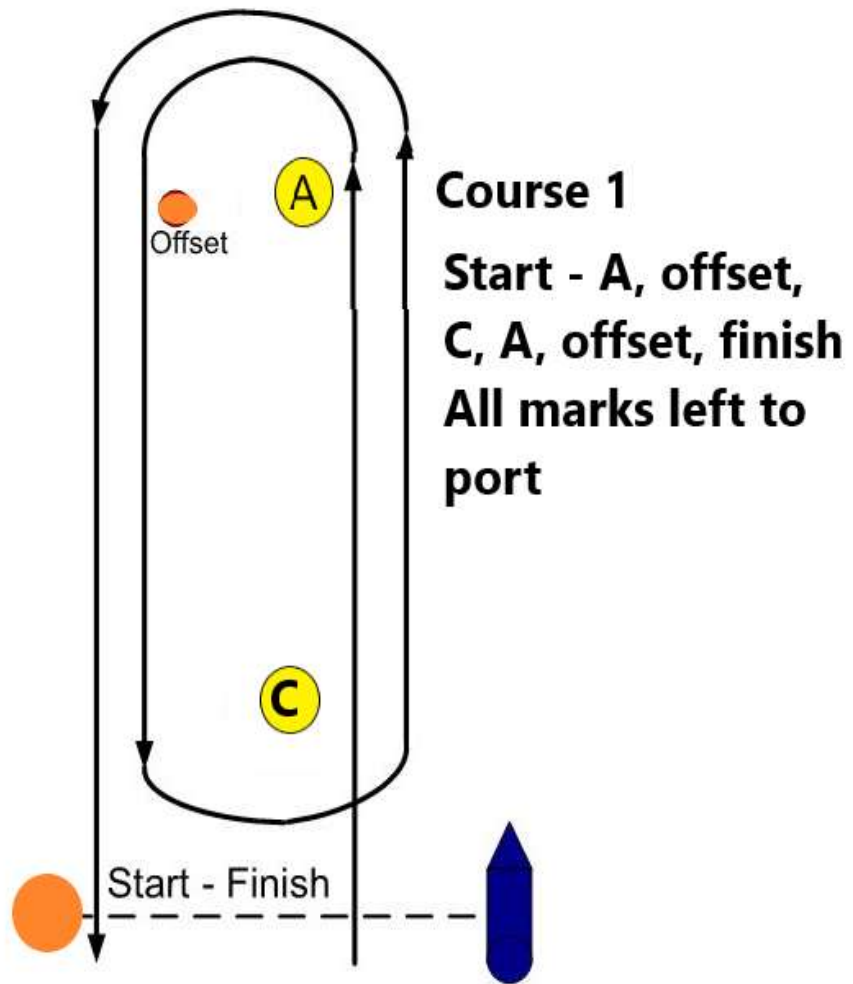 A
Offset
Course 1
Start - A, offset,
C, A, offset, finish
All marks left to
port
C
Start - Finish